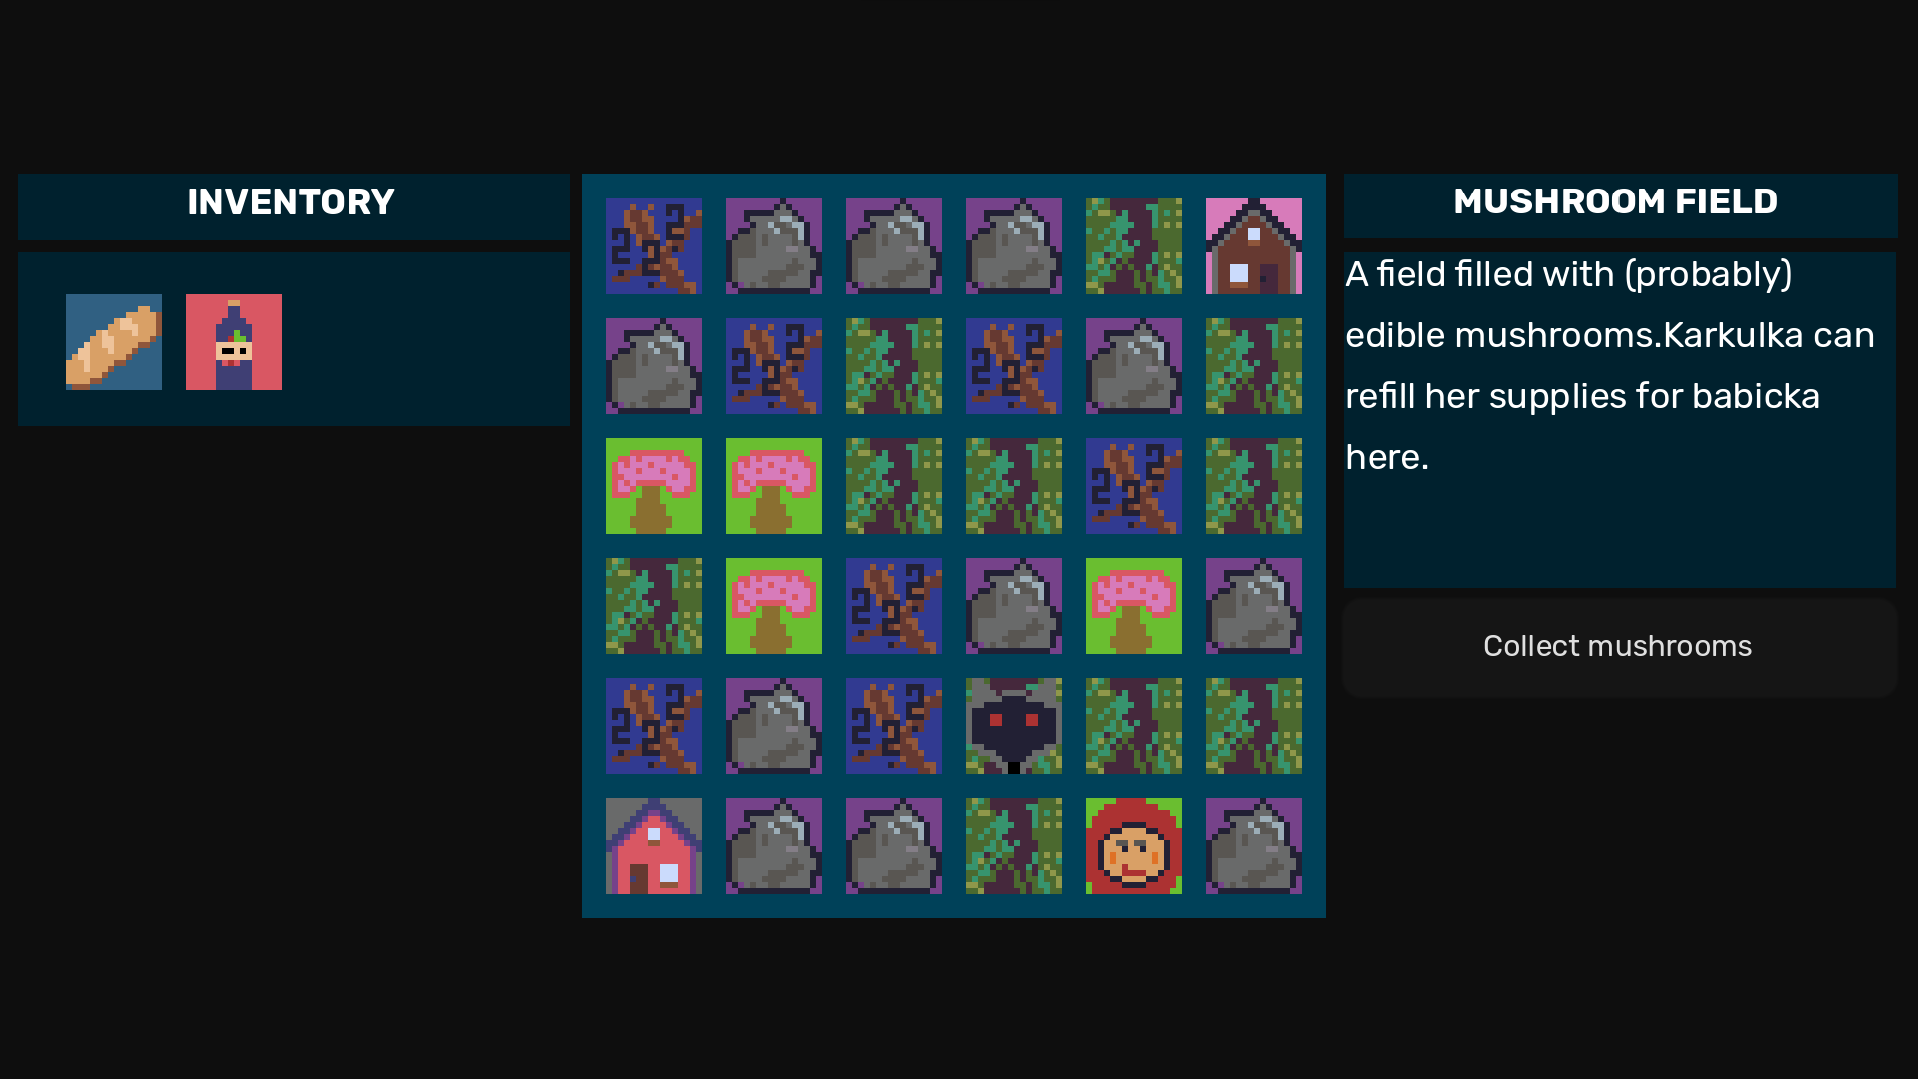 INVENTORY
MUSHROOM FIELD
A field filled with (probably)
edible mushrooms.Karkulka can
refill her supplies for babicka
here.
Collect mushrooms